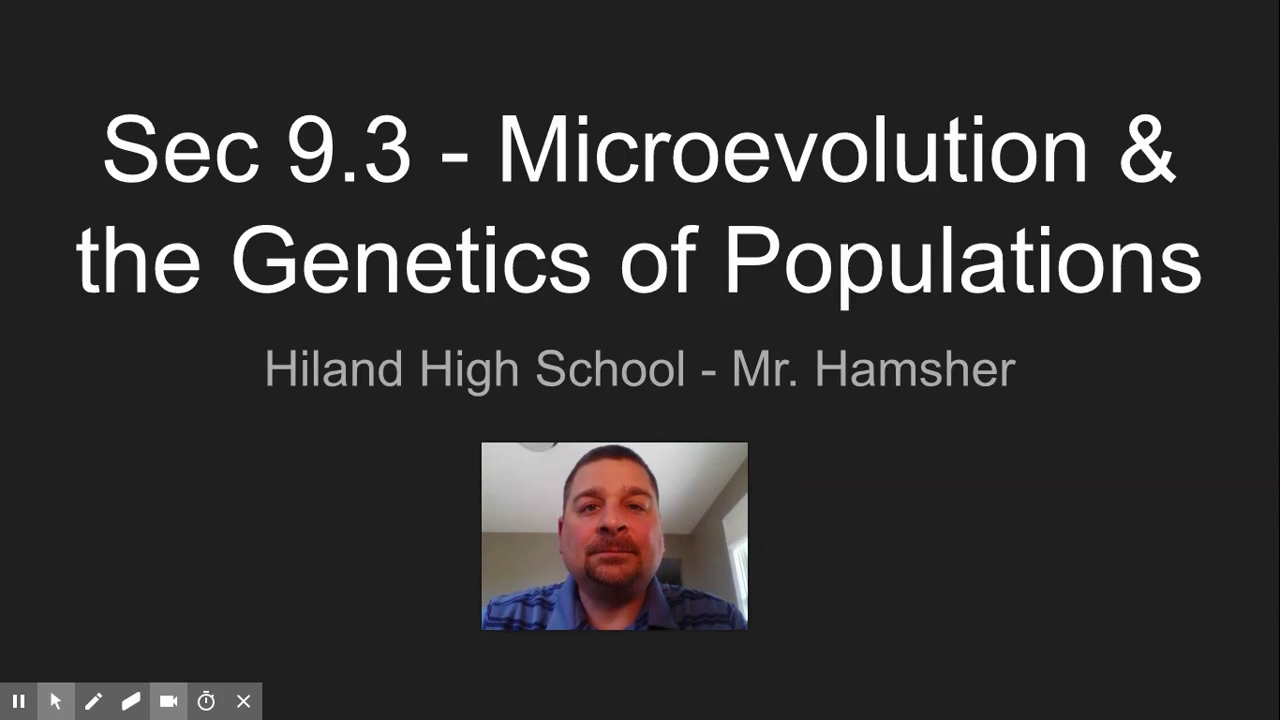 Sec 9.3 - Microevolution &
the Genetics of Populations
Hiland High School - Mr. Hamsher